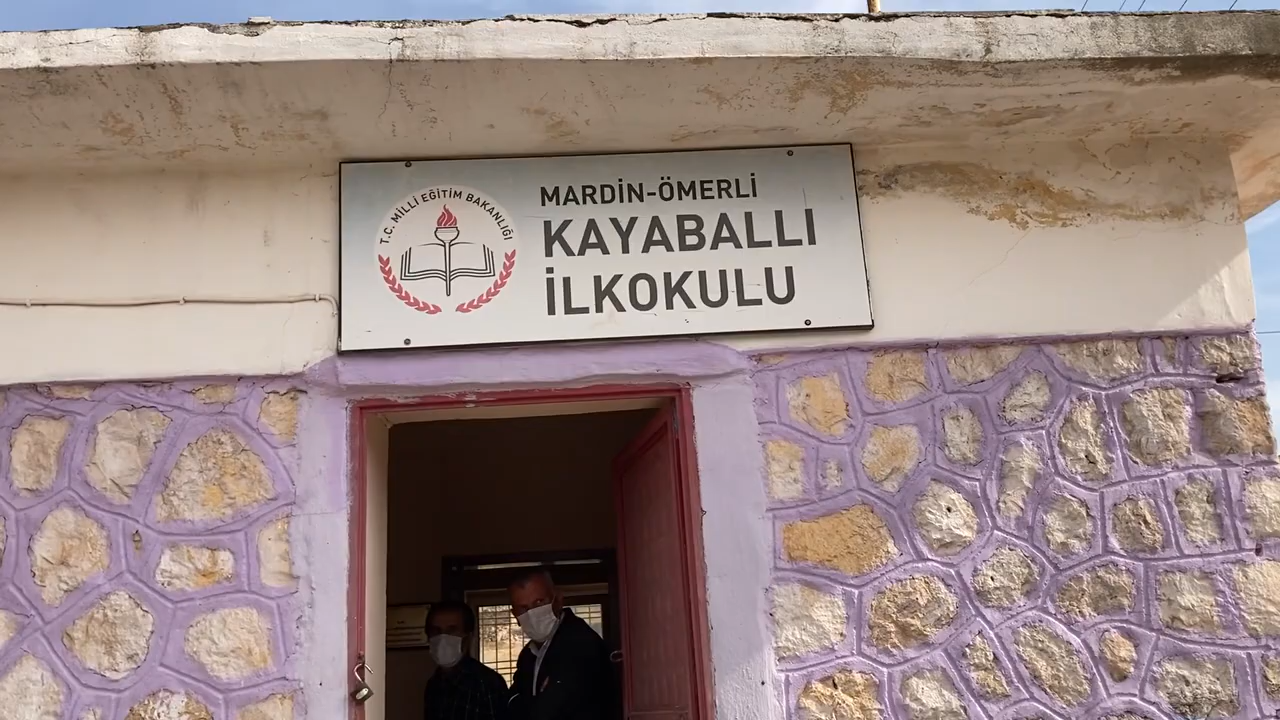 T.C. MİLLİ EĞİTİM BAKANLIĞI
MARDİN-ÖMERLİ
KAYABALLI
İLKOKULU